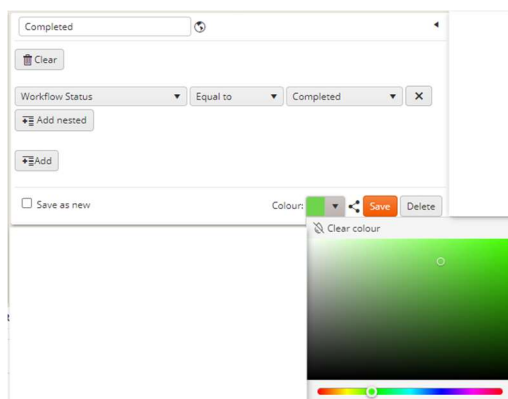 Completed
Clear
Workflow Status Equal to Completed
Add nested
Add
Save as new Colour: Save Delete
Clear colour